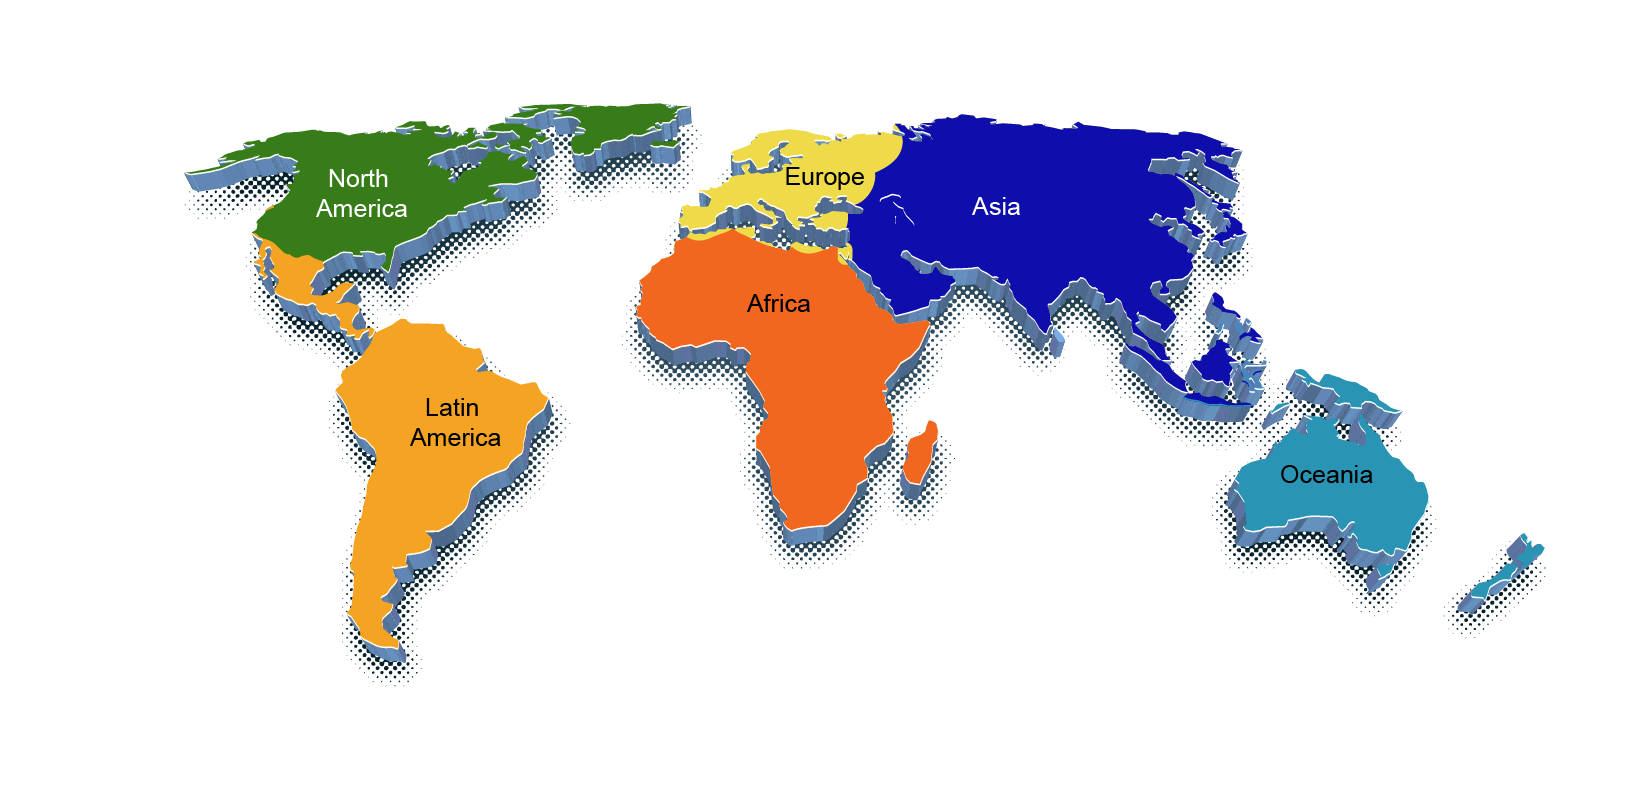 North
America
Europe
Asia
Africa
Latin
America
Oceania